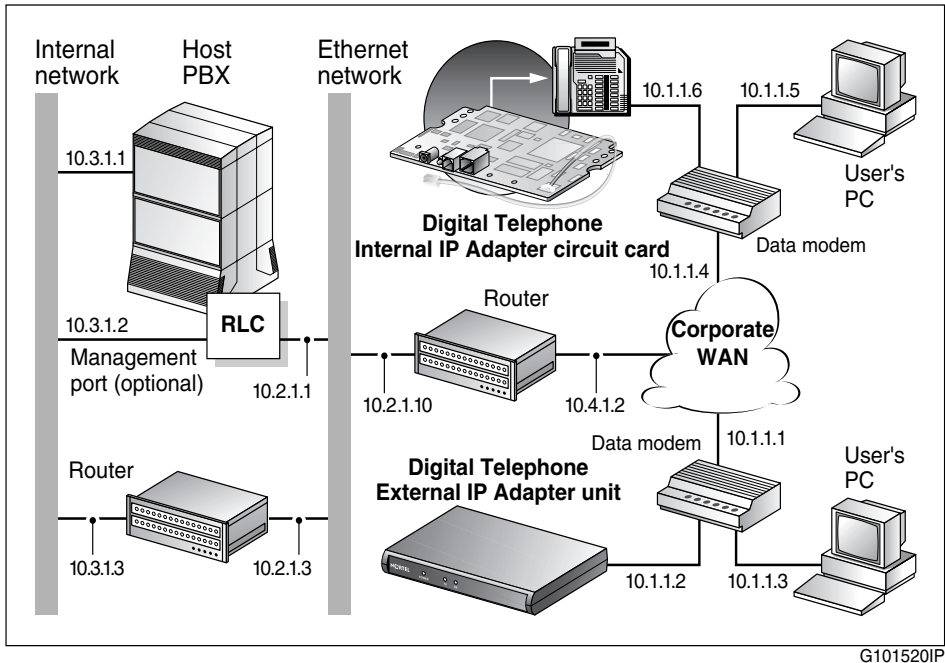 Internal
network
Host
PBX
Ethernet
network
10.3.1.1
10.3.1.2
RLC
Management
port (optional)
10.2.1.1
Router
10.3.1.3
10.2.1.3
10.1.1.6
10.1.1.5
User's
PC
Digital Telephone
Internal IP Adapter circuit card
Data modem
10.1.1.4
Router
Corporate
WAN
10.2.1.10
10.4.1.2
Data modem
10.1.1.1
User's
PC
Digital Telephone
External IP Adapter unit
NORTEL
10.1.1.2
10.1.1.3
G101520IP